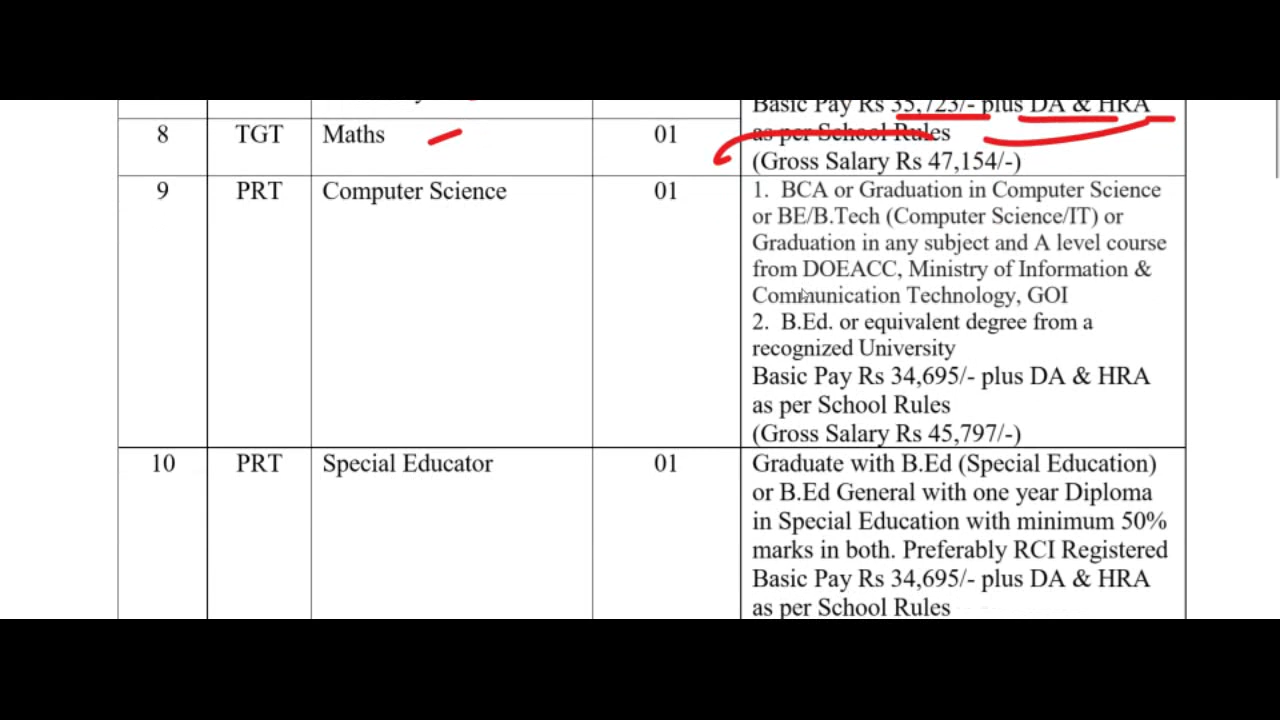 Basic Pay Rs 35,723/- plus DA & HRA
8 TGT Maths 01 as per School Rules
(Gross Salary Rs 47,154/-)
9 PRT Computer Science 01 1. BCA or Graduation in Computer Science
or BE/B.Tech (Computer Science/IT) or
Graduation in any subject and A level course
from DOEACC, Ministry of Information &
Communication Technology, GOI
2. B.Ed. or equivalent degree from a
recognized University
Basic Pay Rs 34,695/- plus DA & HRA
as per School Rules
(Gross Salary Rs 45,797/-)
10 PRT Special Educator 01 Graduate with B.Ed (Special Education)
or B.Ed General with one year Diploma
in Special Education with minimum 50%
marks in both. Preferably RCI Registered
Basic Pay Rs 34,695/- plus DA & HRA
as per School Rules